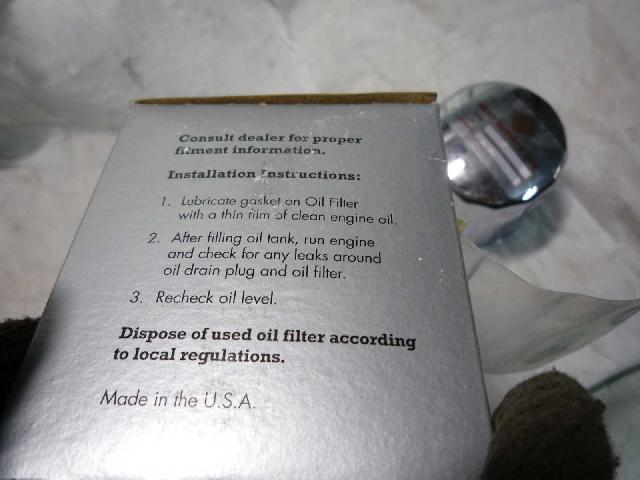 Consult dealer for proper
fitment information.
Installation Instructions:
1. Lubricate gasket on Oil Filter
with a thin film of clean engine oil.
2. After filling oil tank, run engine
and check for any leaks around
oil drain plug and oil filter.
3. Recheck oil level.
Dispose of used oil filter according
to local regulations.
Made in the U.S.A.